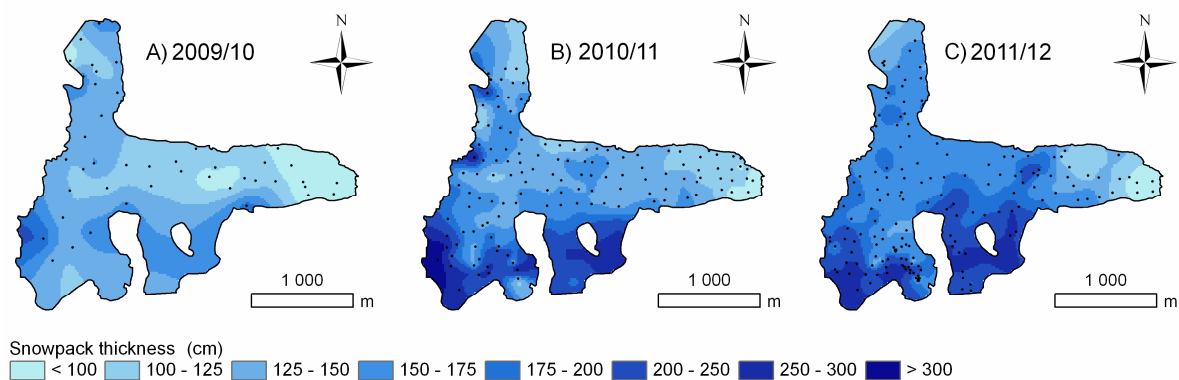 N N N
A) 2009/10 B) 2010/11 C) 2011/12
1 000 1 000 1 000
m m m
Snowpack thickness (cm)
< 100 100 - 125 125 - 150 150 - 175 175 - 200 200 - 250 250 - 300 > 300